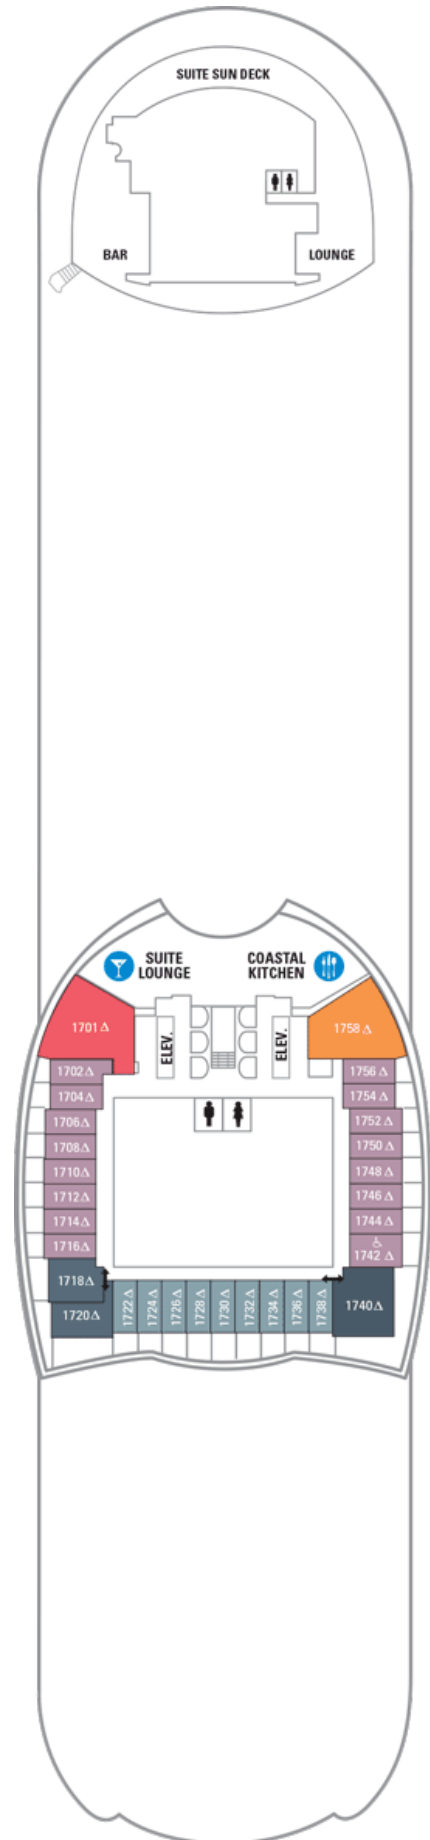 SUITE SUN DECK
BAR
LOUNGE
SUITE
LOUNGE
COASTAL
KITCHEN
1701 Δ
ELEV.
ELEV.
1758 Δ
1702 Δ
1756 Δ
1704 Δ
1754 Δ
1706 Δ
1752 Δ
1708 Δ
1750 Δ
1710 Δ
1748 Δ
1712 Δ
1746 Δ
1714 Δ
1744 Δ
1716 Δ
1742 Δ
1718 Δ
1720 Δ
1722 Δ
1724 Δ
1726 Δ
1728 Δ
1730 Δ
1732 Δ
1734 Δ
1736 Δ
1738 Δ
1740 Δ